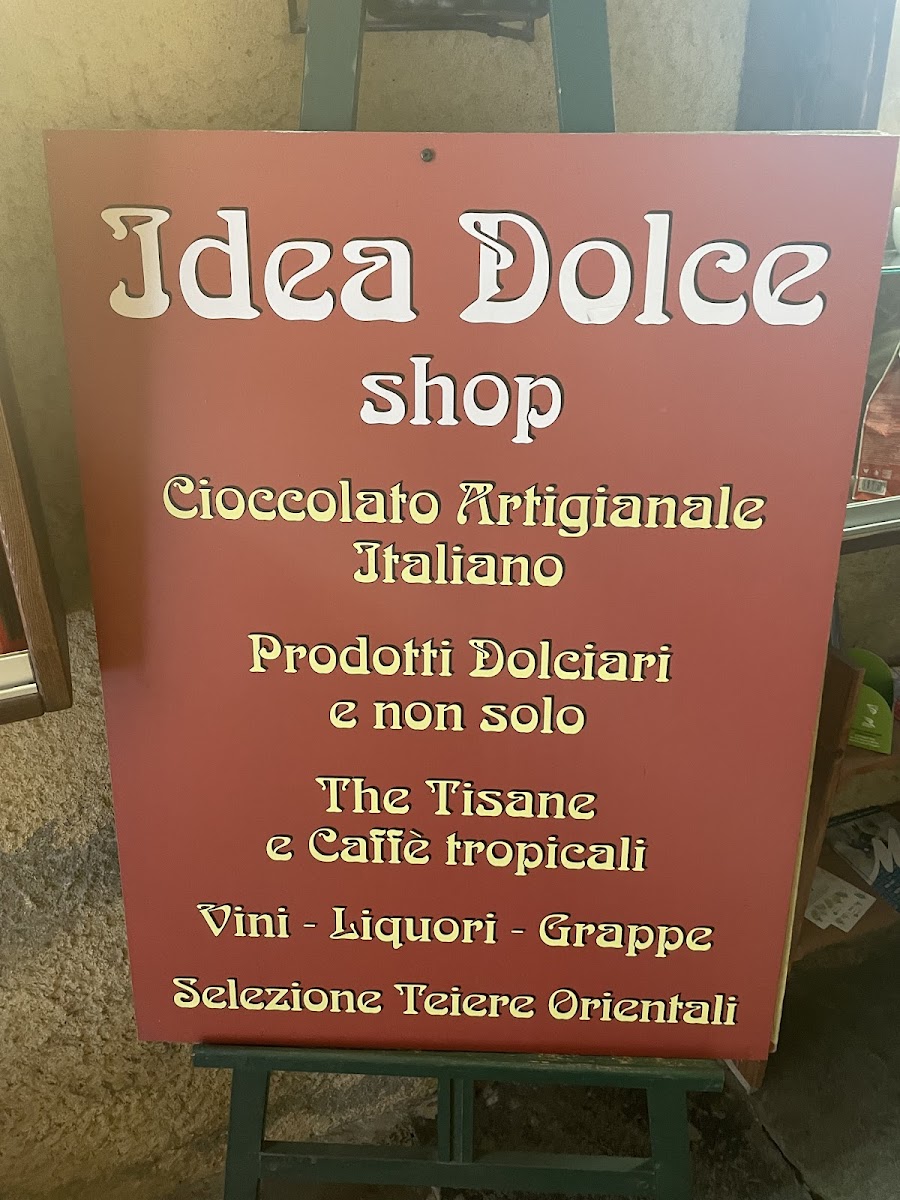 Idea Dolce
shop
Cioccolato Artigianale
Italiano
Prodotti Dolciari
e non solo
The Tisane
e Caffè tropicali
Vini - Liquori - Grappe
Selezione Teiere Orientali